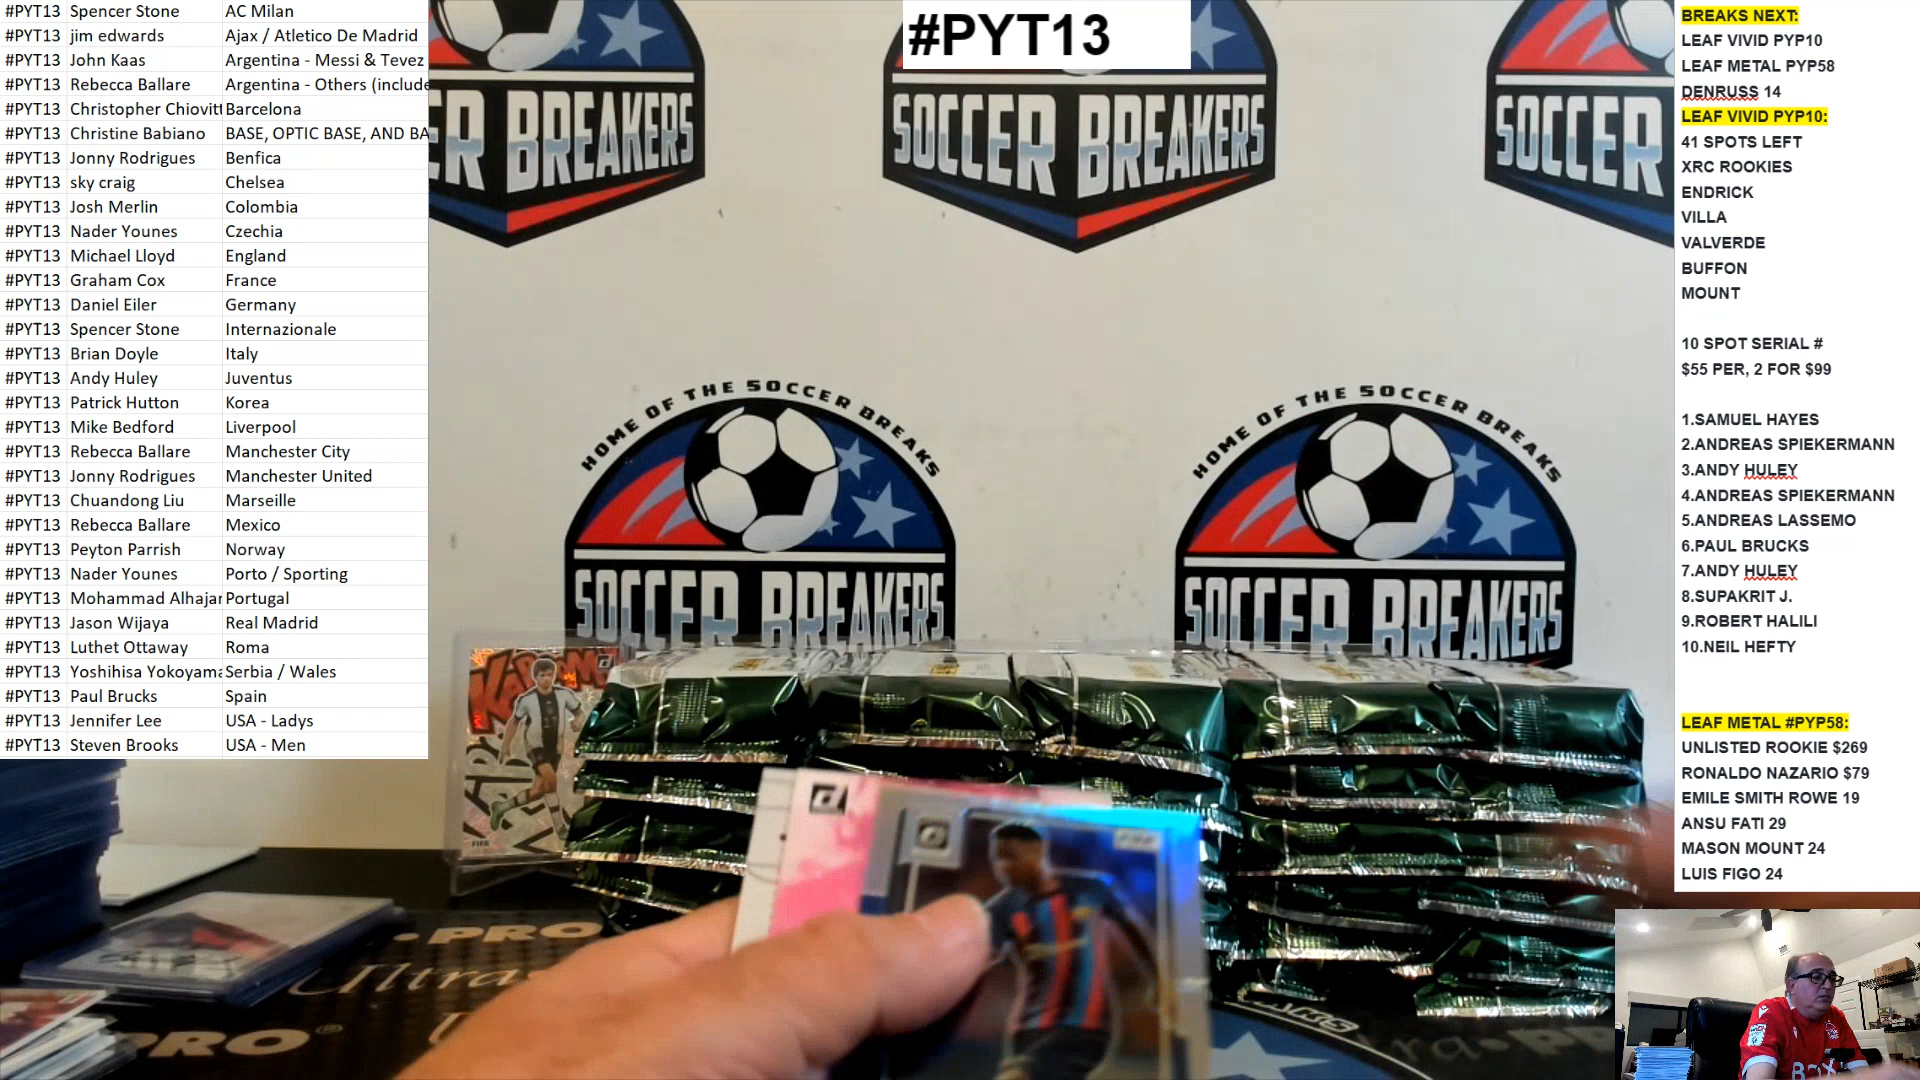 #PYT13 Spencer Stone AC Milan
#PYT13 jim edwards Ajax / Atletico De Madrid
#PYT13 John Kaas Argentina - Messi & Tevez
#PYT13 Rebecca Ballare Argentina - Others (include
#PYT13 Christopher Chiovitt Barcelona
#PYT13 Christine Babiano BASE, OPTIC BASE, AND BA
#PYT13 Jonny Rodrigues Benfica
#PYT13 sky craig Chelsea
#PYT13 Josh Merlin Colombia
#PYT13 Nader Younes Czechia
#PYT13 Michael Lloyd England
#PYT13 Graham Cox France
#PYT13 Daniel Eiler Germany
#PYT13 Spencer Stone Internazionale
#PYT13 Brian Doyle Italy
#PYT13 Andy Huley Juventus
#PYT13 Patrick Hutton Korea
#PYT13 Mike Bedford Liverpool
#PYT13 Rebecca Ballare Manchester City
#PYT13 Jonny Rodrigues Manchester United
#PYT13 Chuandong Liu Marseille
#PYT13 Rebecca Ballare Mexico
#PYT13 Peyton Parrish Norway
#PYT13 Nader Younes Porto / Sporting
#PYT13 Mohammad Alhajar Portugal
#PYT13 Jason Wijaya Real Madrid
#PYT13 Luthet Ottaway Roma
#PYT13 Yoshihisa Yokoyama Serbia / Wales
#PYT13 Paul Brucks Spain
#PYT13 Jennifer Lee USA - Ladys
#PYT13 Steven Brooks USA - Men
#PYT13
ER BREAKERS
SOCCER BREAKERS
SOCCER
HOME OF THE SOCCER BREAKS
SOCCER BREAKERS
HOME OF THE SOCCER BREAKS
SOCCER BREAKERS
KABOOM
FIFA
PRO
Ultra
PRO
BREAKS NEXT:
LEAF VIVID PYP10
LEAF METAL PYP58
DENRUSS 14
LEAF VIVID PYP10:
41 SPOTS LEFT
XRC ROOKIES
ENDRICK
VILLA
VALVERDE
BUFFON
MOUNT
10 SPOT SERIAL #
$55 PER, 2 FOR $99
1.SAMUEL HAYES
2.ANDREAS SPIEKERMANN
3.ANDY HULEY
4.ANDREAS SPIEKERMANN
5.ANDREAS LASSEMO
6.PAUL BRUCKS
7.ANDY HULEY
8.SUPAKRIT J.
9.ROBERT HALILI
10.NEIL HEFTY
LEAF METAL #PYP58:
UNLISTED ROOKIE $269
RONALDO NAZARIO $79
EMILE SMITH ROWE 19
ANSU FATI 29
MASON MOUNT 24
LUIS FIGO 24